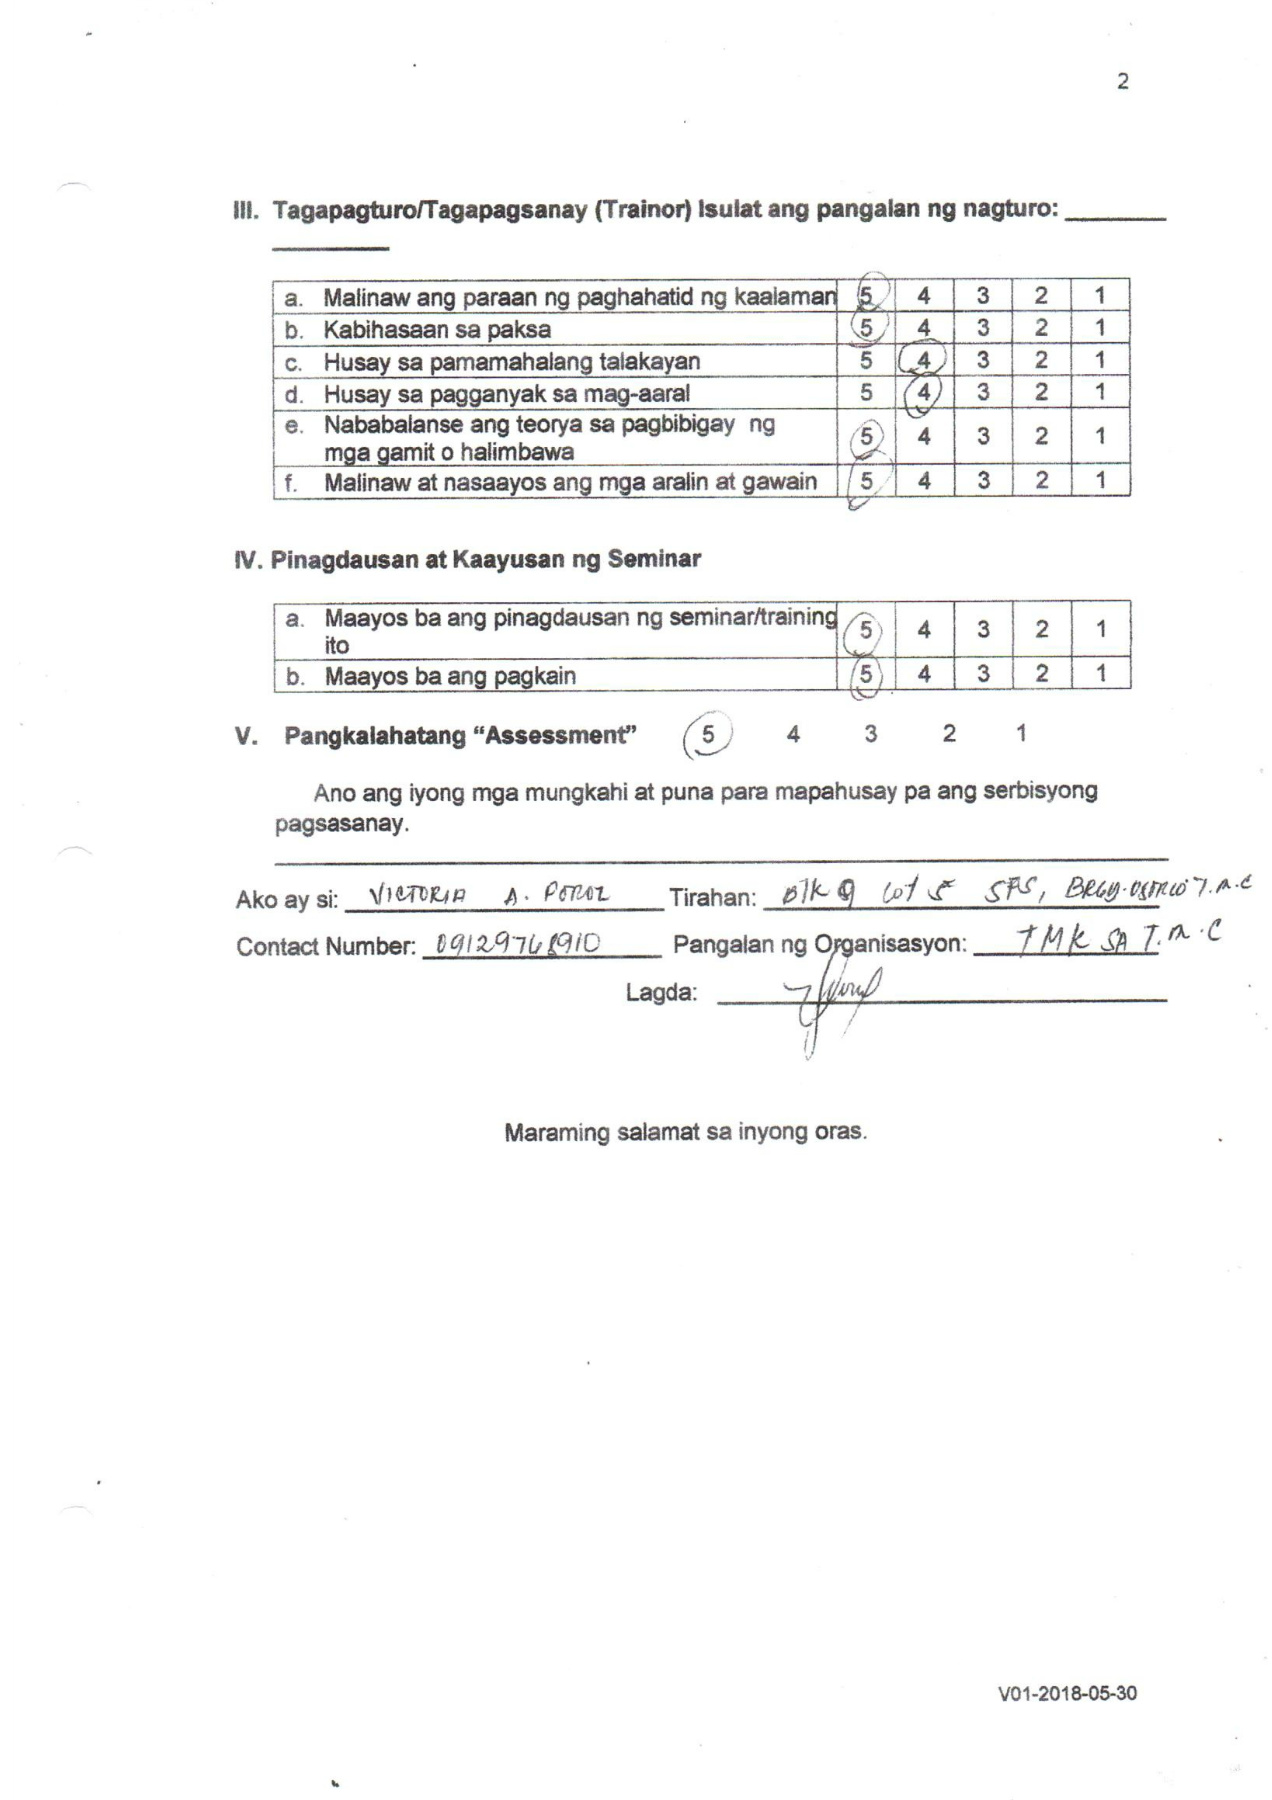 2
III. Tagapagturo/Tagapagsanay (Trainor) Isulat ang pangalan ng nagturo: ________
________
a. Malinaw ang paraan ng paghahatid ng kaalaman 5 4 3 2 1
b. Kabihasaan sa paksa 5 4 3 2 1
c. Husay sa pamamahalang talakayan 5 4 3 2 1
d. Husay sa pagganyak sa mag-aaral 5 4 3 2 1
e. Nababalanse ang teorya sa pagbibigay ng
mga gamit o halimbawa 5 4 3 2 1
f. Malinaw at nasaayos ang mga aralin at gawain 5 4 3 2 1
IV. Pinagdausan at Kaayusan ng Seminar
a. Maayos ba ang pinagdausan ng seminar/training
ito 5 4 3 2 1
b. Maayos ba ang pagkain 5 4 3 2 1
V. Pangkalahatang “Assessment” 5 4 3 2 1
Ano ang iyong mga mungkahi at puna para mapahusay pa ang serbisyong
pagsasanay.
Ako ay si: VICTORIA A. Tirahan: Blk 9 Lot 5 BRGY. T.M.C
Contact Number: Pangalan ng Organisasyon: TMK SA T.M.C
Lagda:
Maraming salamat sa inyong oras.
V01-2018-05-30